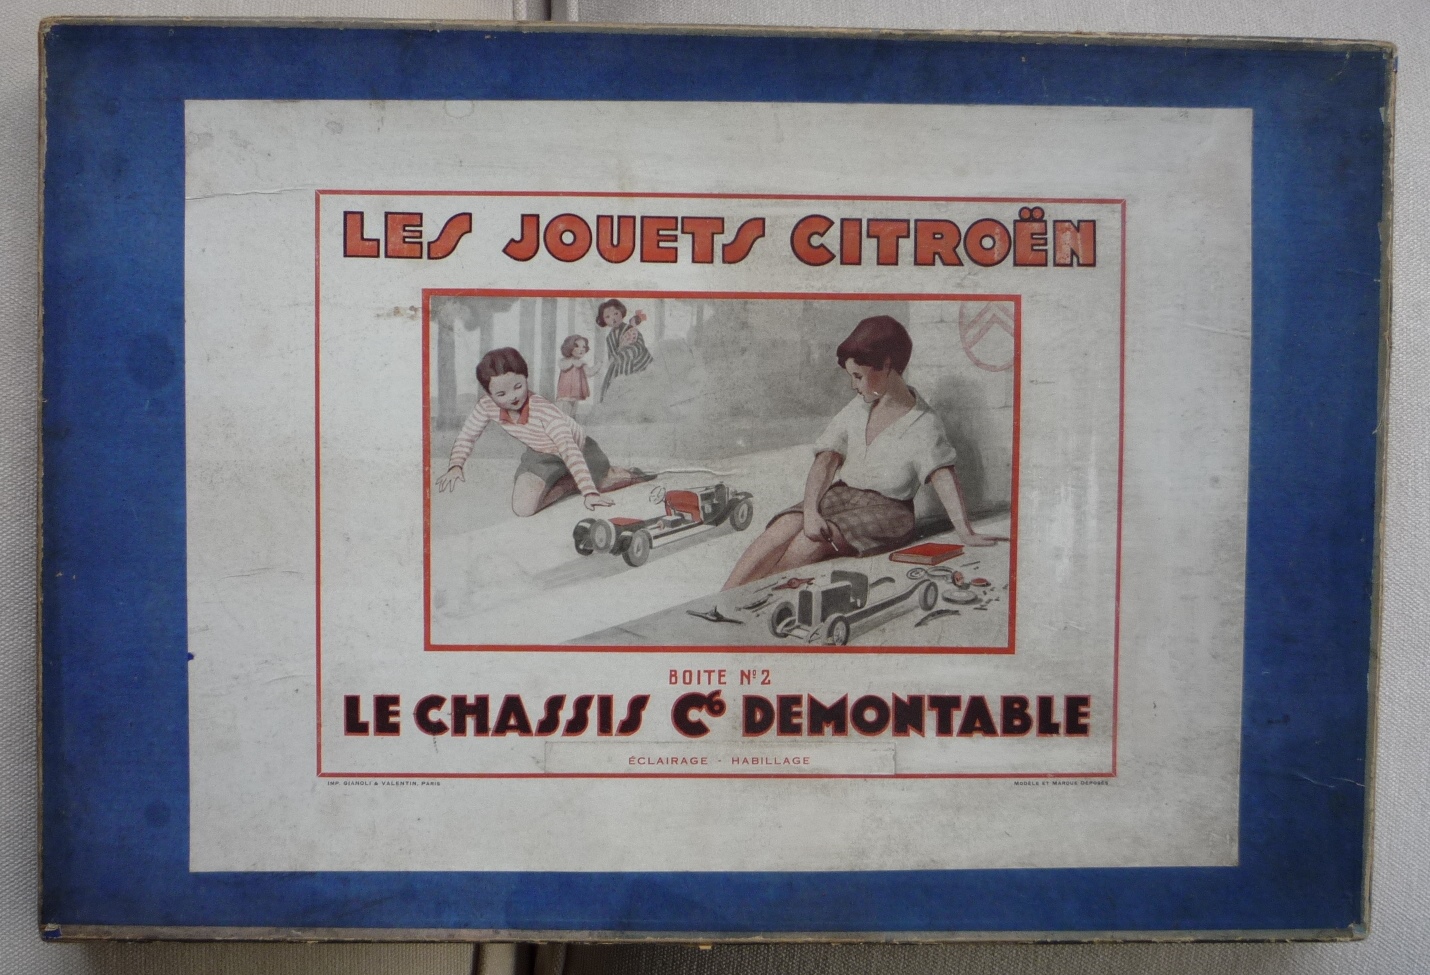 LES JOUETS CITROËN
BOITE Nº 2
LE CHASSIS C6 DEMONTABLE
ÉCLAIRAGE - HABILLAGE
IMP. GIANOLI & VALENTIN, PARIS
MODÈLE ET MARQUE DÉPOSÉS